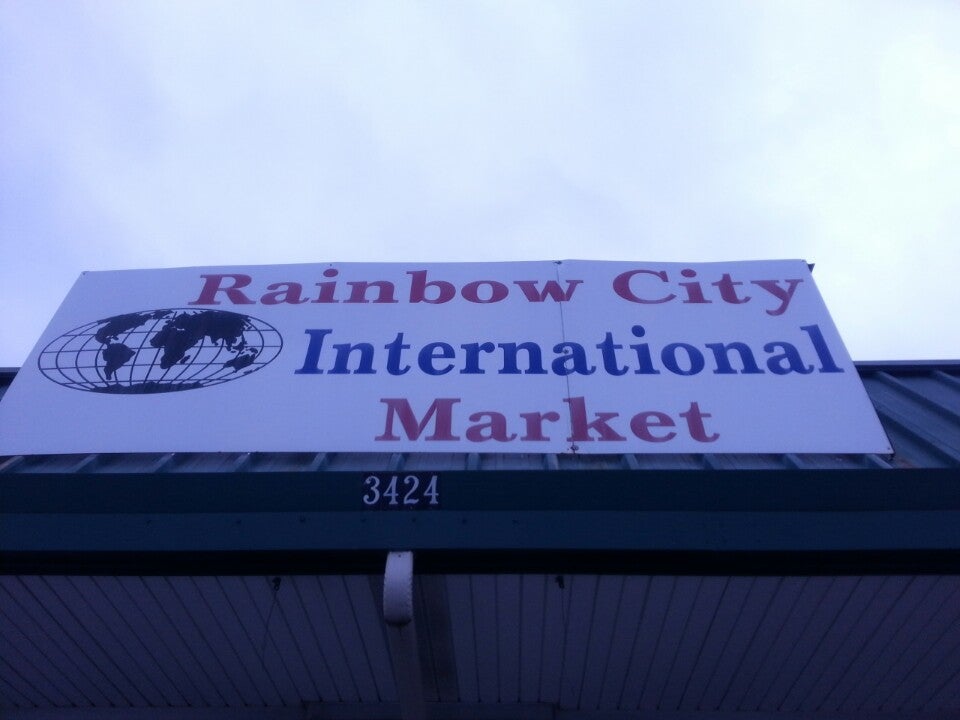 Rainbow City
International
Market
3424